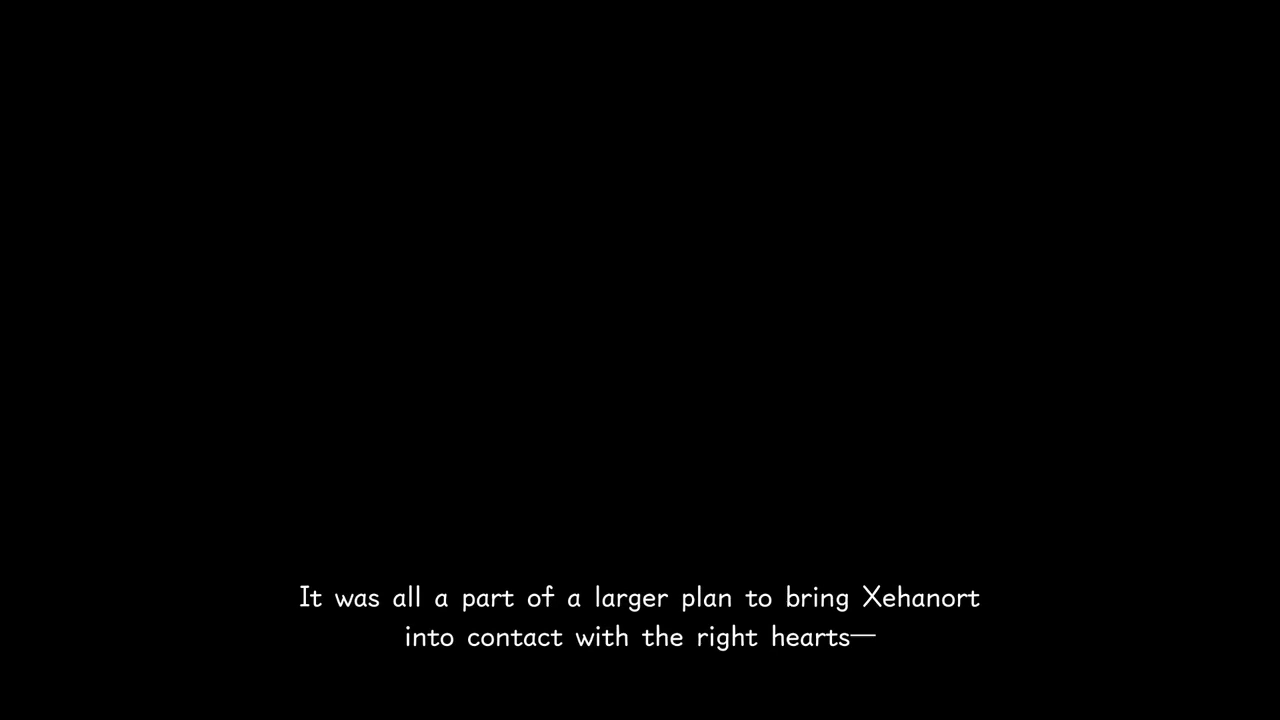 It was all a part of a larger plan to bring Xehanort
into contact with the right hearts—